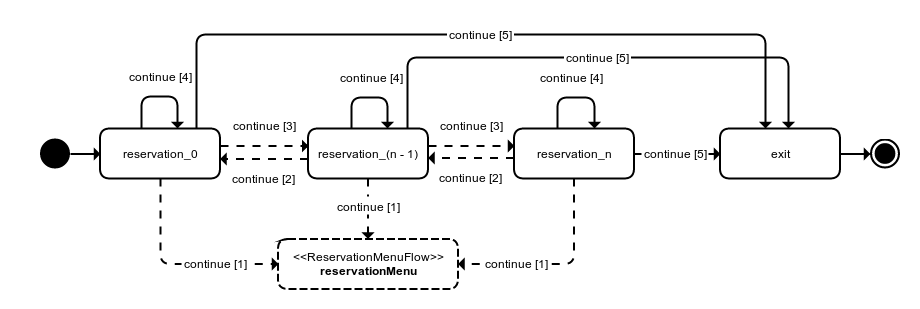 continue [5]
continue [5]
continue [4]
continue [4]
continue [4]
continue [3]
continue [3]
reservation_0
reservation_(n - 1)
reservation_n
continue [5]
exit
continue [2]
continue [2]
continue [1]
<<ReservationMenuFlow>>
reservationMenu
continue [1]
continue [1]